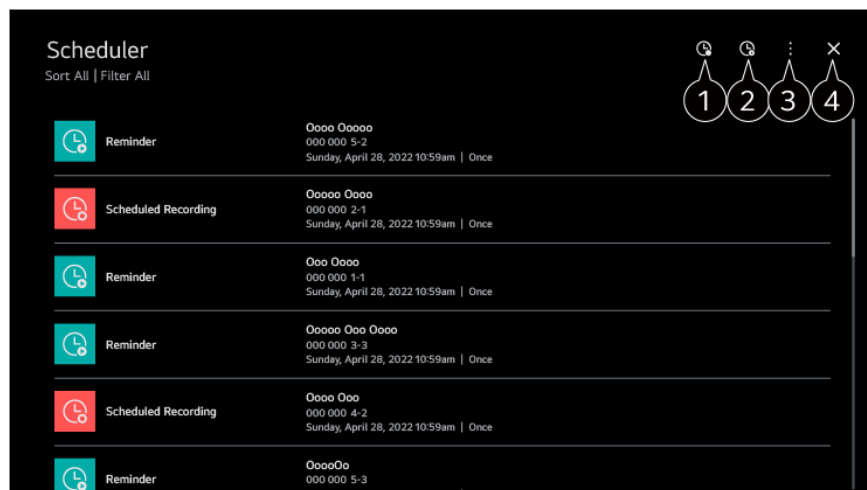 Scheduler
Sort All | Filter All
1 2 3 4
Reminder
Oooo Ooooo
000 000 5-2
Sunday, April 28, 2022 10:59am | Once
Scheduled Recording
Ooooo Oooo
000 000 2-1
Sunday, April 28, 2022 10:59am | Once
Reminder
Ooo Oooo
000 000 1-1
Sunday, April 28, 2022 10:59am | Once
Reminder
Ooooo Ooo Oooo
000 000 3-3
Sunday, April 28, 2022 10:59am | Once
Scheduled Recording
Oooo Ooo
000 000 4-2
Sunday, April 28, 2022 10:59am | Once
Reminder
OoooOo
000 000 5-3